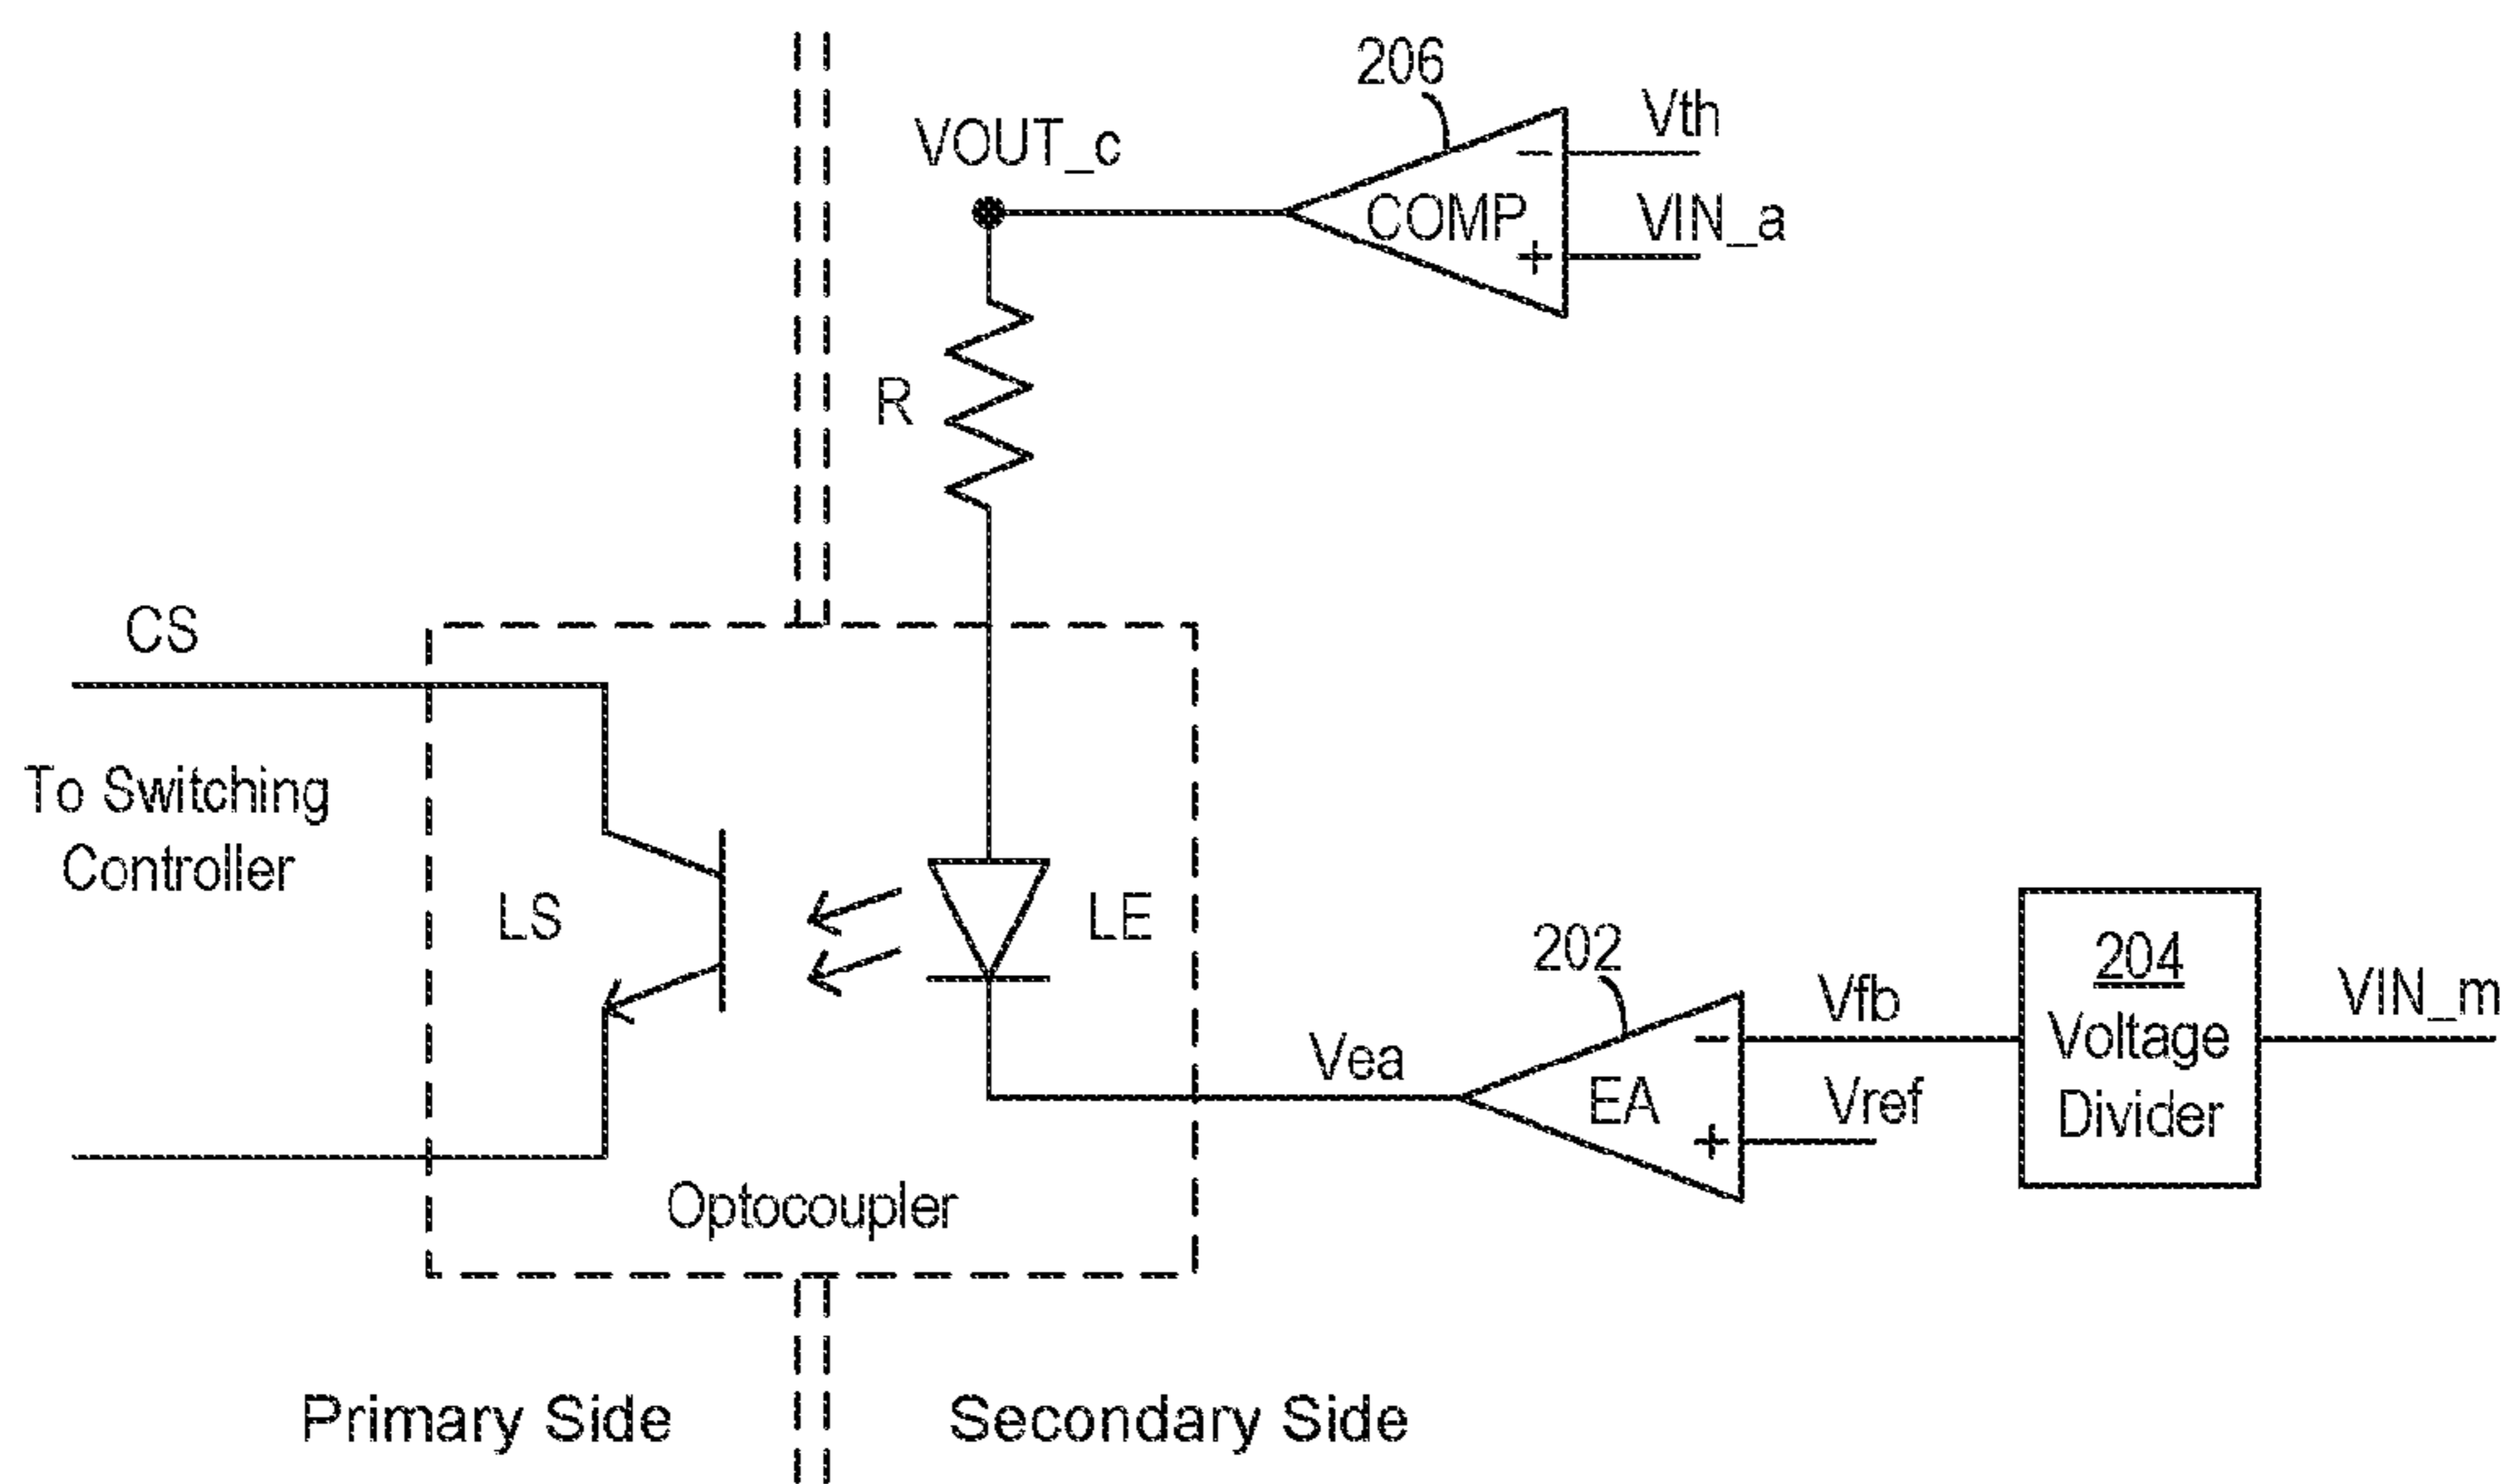 206
Vth
VOUT_c
COMP
VIN_a
-
+
R
CS
To Switching
Controller
LS
LE
202
Vfb
204
VIN_m
Voltage
Divider
Vea
EA
Vref
-
+
Optocoupler
Primary Side
Secondary Side